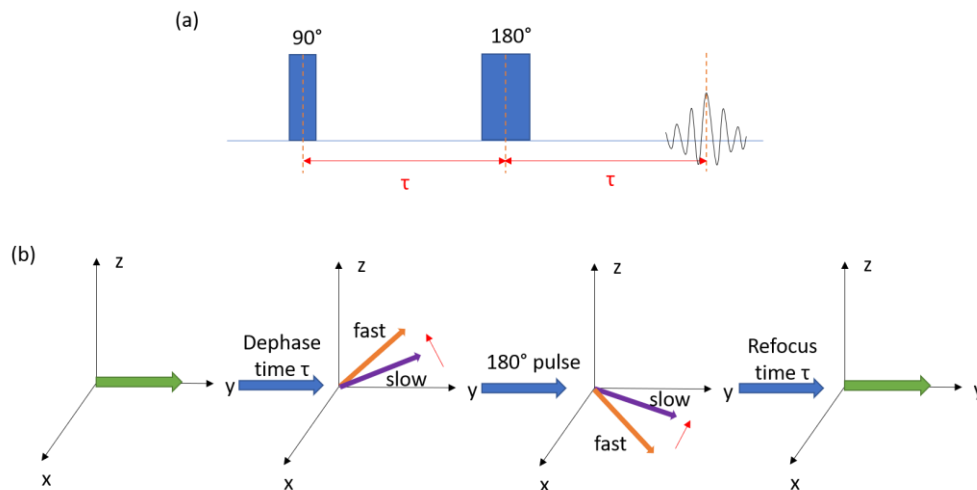 (a)
90°
180°
τ
τ
(b)
z
y
x
Dephase
time τ
z
fast
slow
y
x
180° pulse
z
slow
fast
y
x
Refocus
time τ
z
y
x